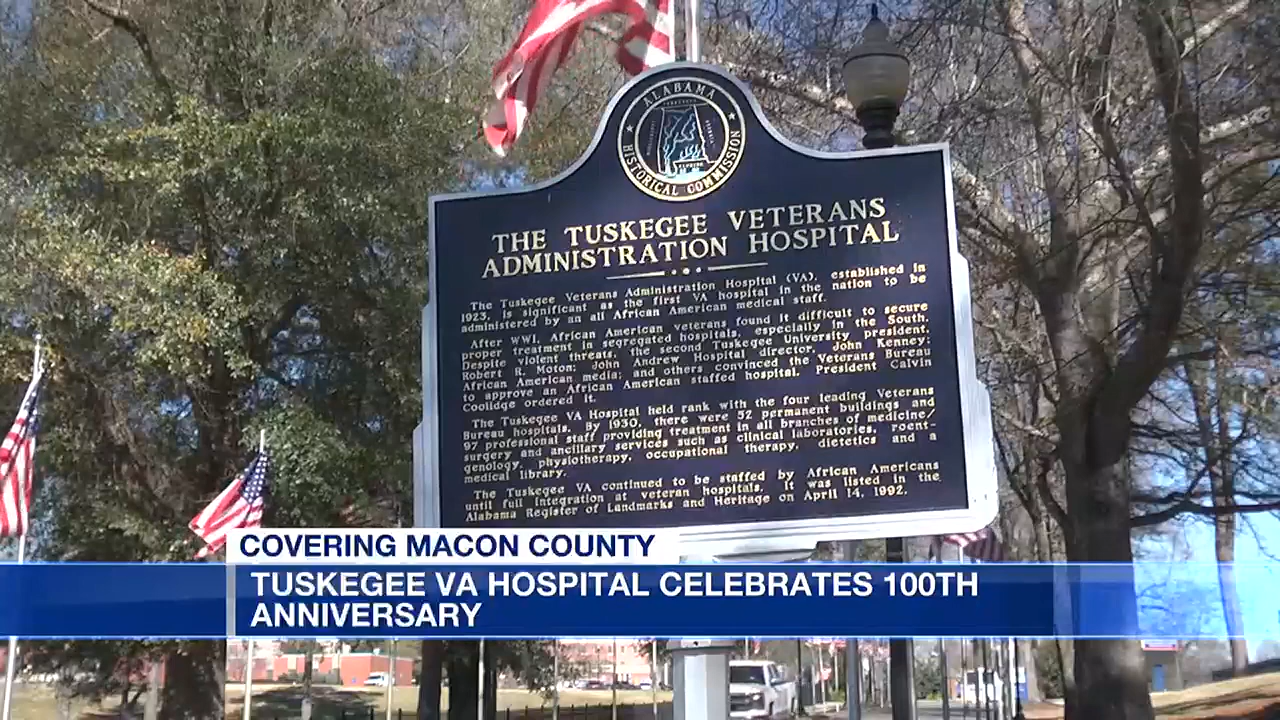 ALABAMA
HISTORICAL COMMISSION
THE TUSKEGEE VETERANS
ADMINISTRATION HOSPITAL
The Tuskegee Veterans Administration Hospital (VA), established in
1923, is significant as the first VA hospital in the nation to be
administered by an all African American medical staff.
After WWI, African American veterans found it difficult to secure
proper treatment in segregated hospitals, especially in the South.
Despite violent threats, the second Tuskegee University president,
Robert R. Moton; John Andrew Hospital director, John Kenney;
African American media; and others convinced the Veterans Bureau
to approve an African American staffed hospital. President Calvin
Coolidge ordered it.
The Tuskegee VA Hospital held rank with the four leading Veterans
Bureau hospitals. By 1930, there were 52 permanent buildings and
97 professional staff providing treatment in all branches of medicine/
surgery and ancillary services such as clinical laboratories, roent-
genology, physiotherapy, occupational therapy, dietetics and a
medical library.
The Tuskegee VA continued to be staffed by African Americans
until full integration at veteran hospitals. It was listed in the
Alabama Register of Landmarks and Heritage on April 14, 1992.
COVERING MACON COUNTY
TUSKEGEE VA HOSPITAL CELEBRATES 100TH
ANNIVERSARY